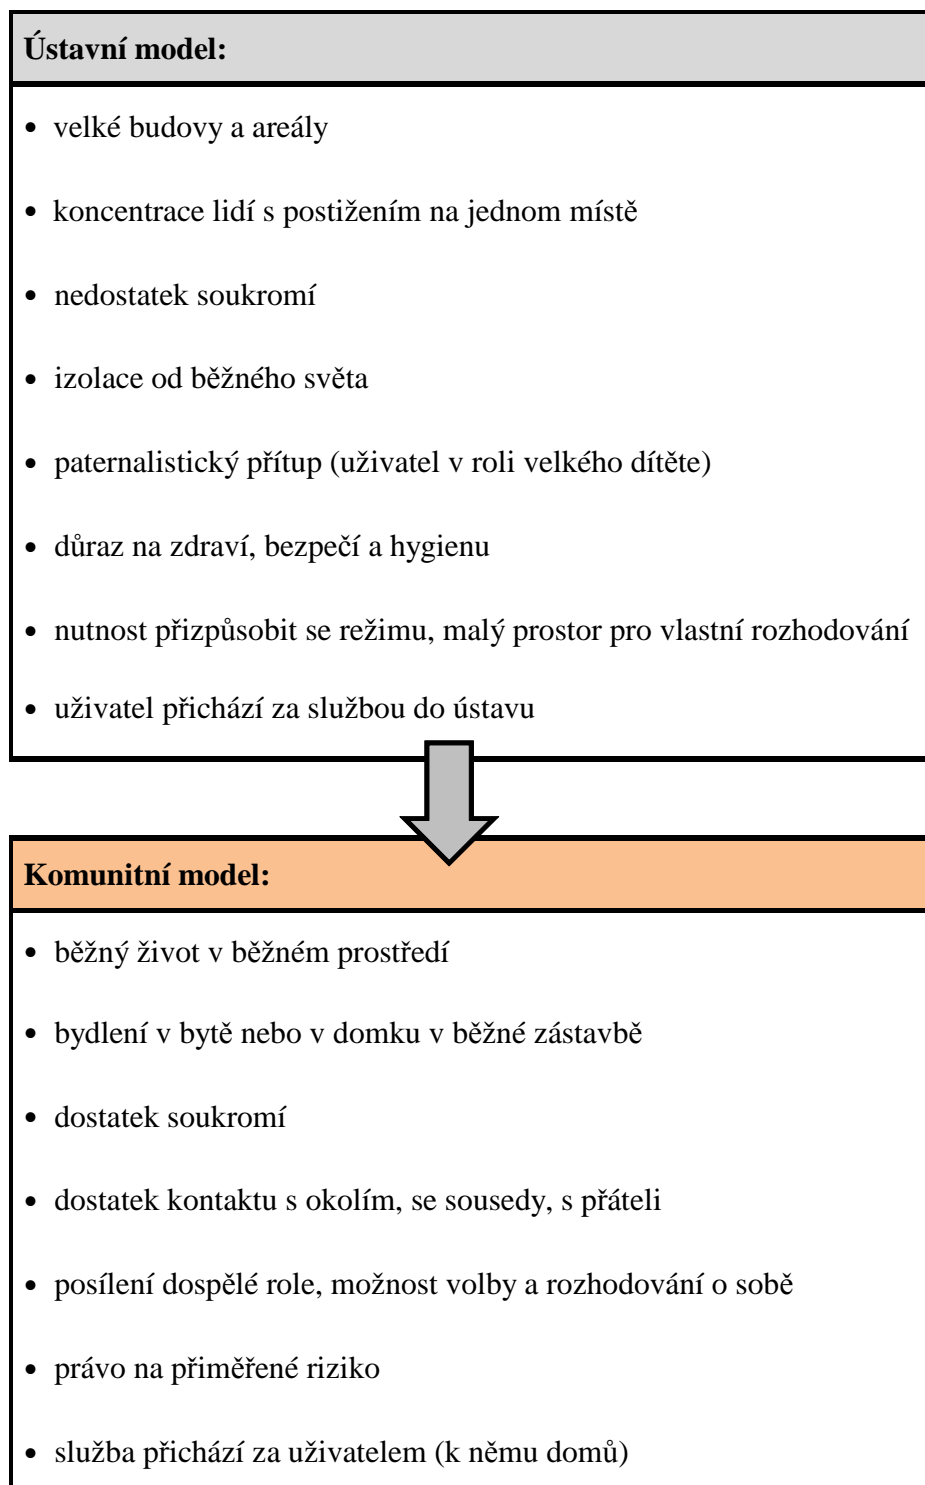 Ústavní model:
• velké budovy a areály
• koncentrace lidí s postižením na jednom místě
• nedostatek soukromí
• izolace od běžného světa
• paternalistický přítup (uživatel v roli velkého dítěte)
• důraz na zdraví, bezpečí a hygienu
• nutnost přizpůsobit se režimu, malý prostor pro vlastní rozhodování
• uživatel přichází za službou do ústavu
Komunitní model:
• běžný život v běžném prostředí
• bydlení v bytě nebo v domku v běžné zástavbě
• dostatek soukromí
• dostatek kontaktu s okolím, se sousedy, s přáteli
• posílení dospělé role, možnost volby a rozhodování o sobě
• právo na přiměřené riziko
• služba přichází za uživatelem (k němu domů)